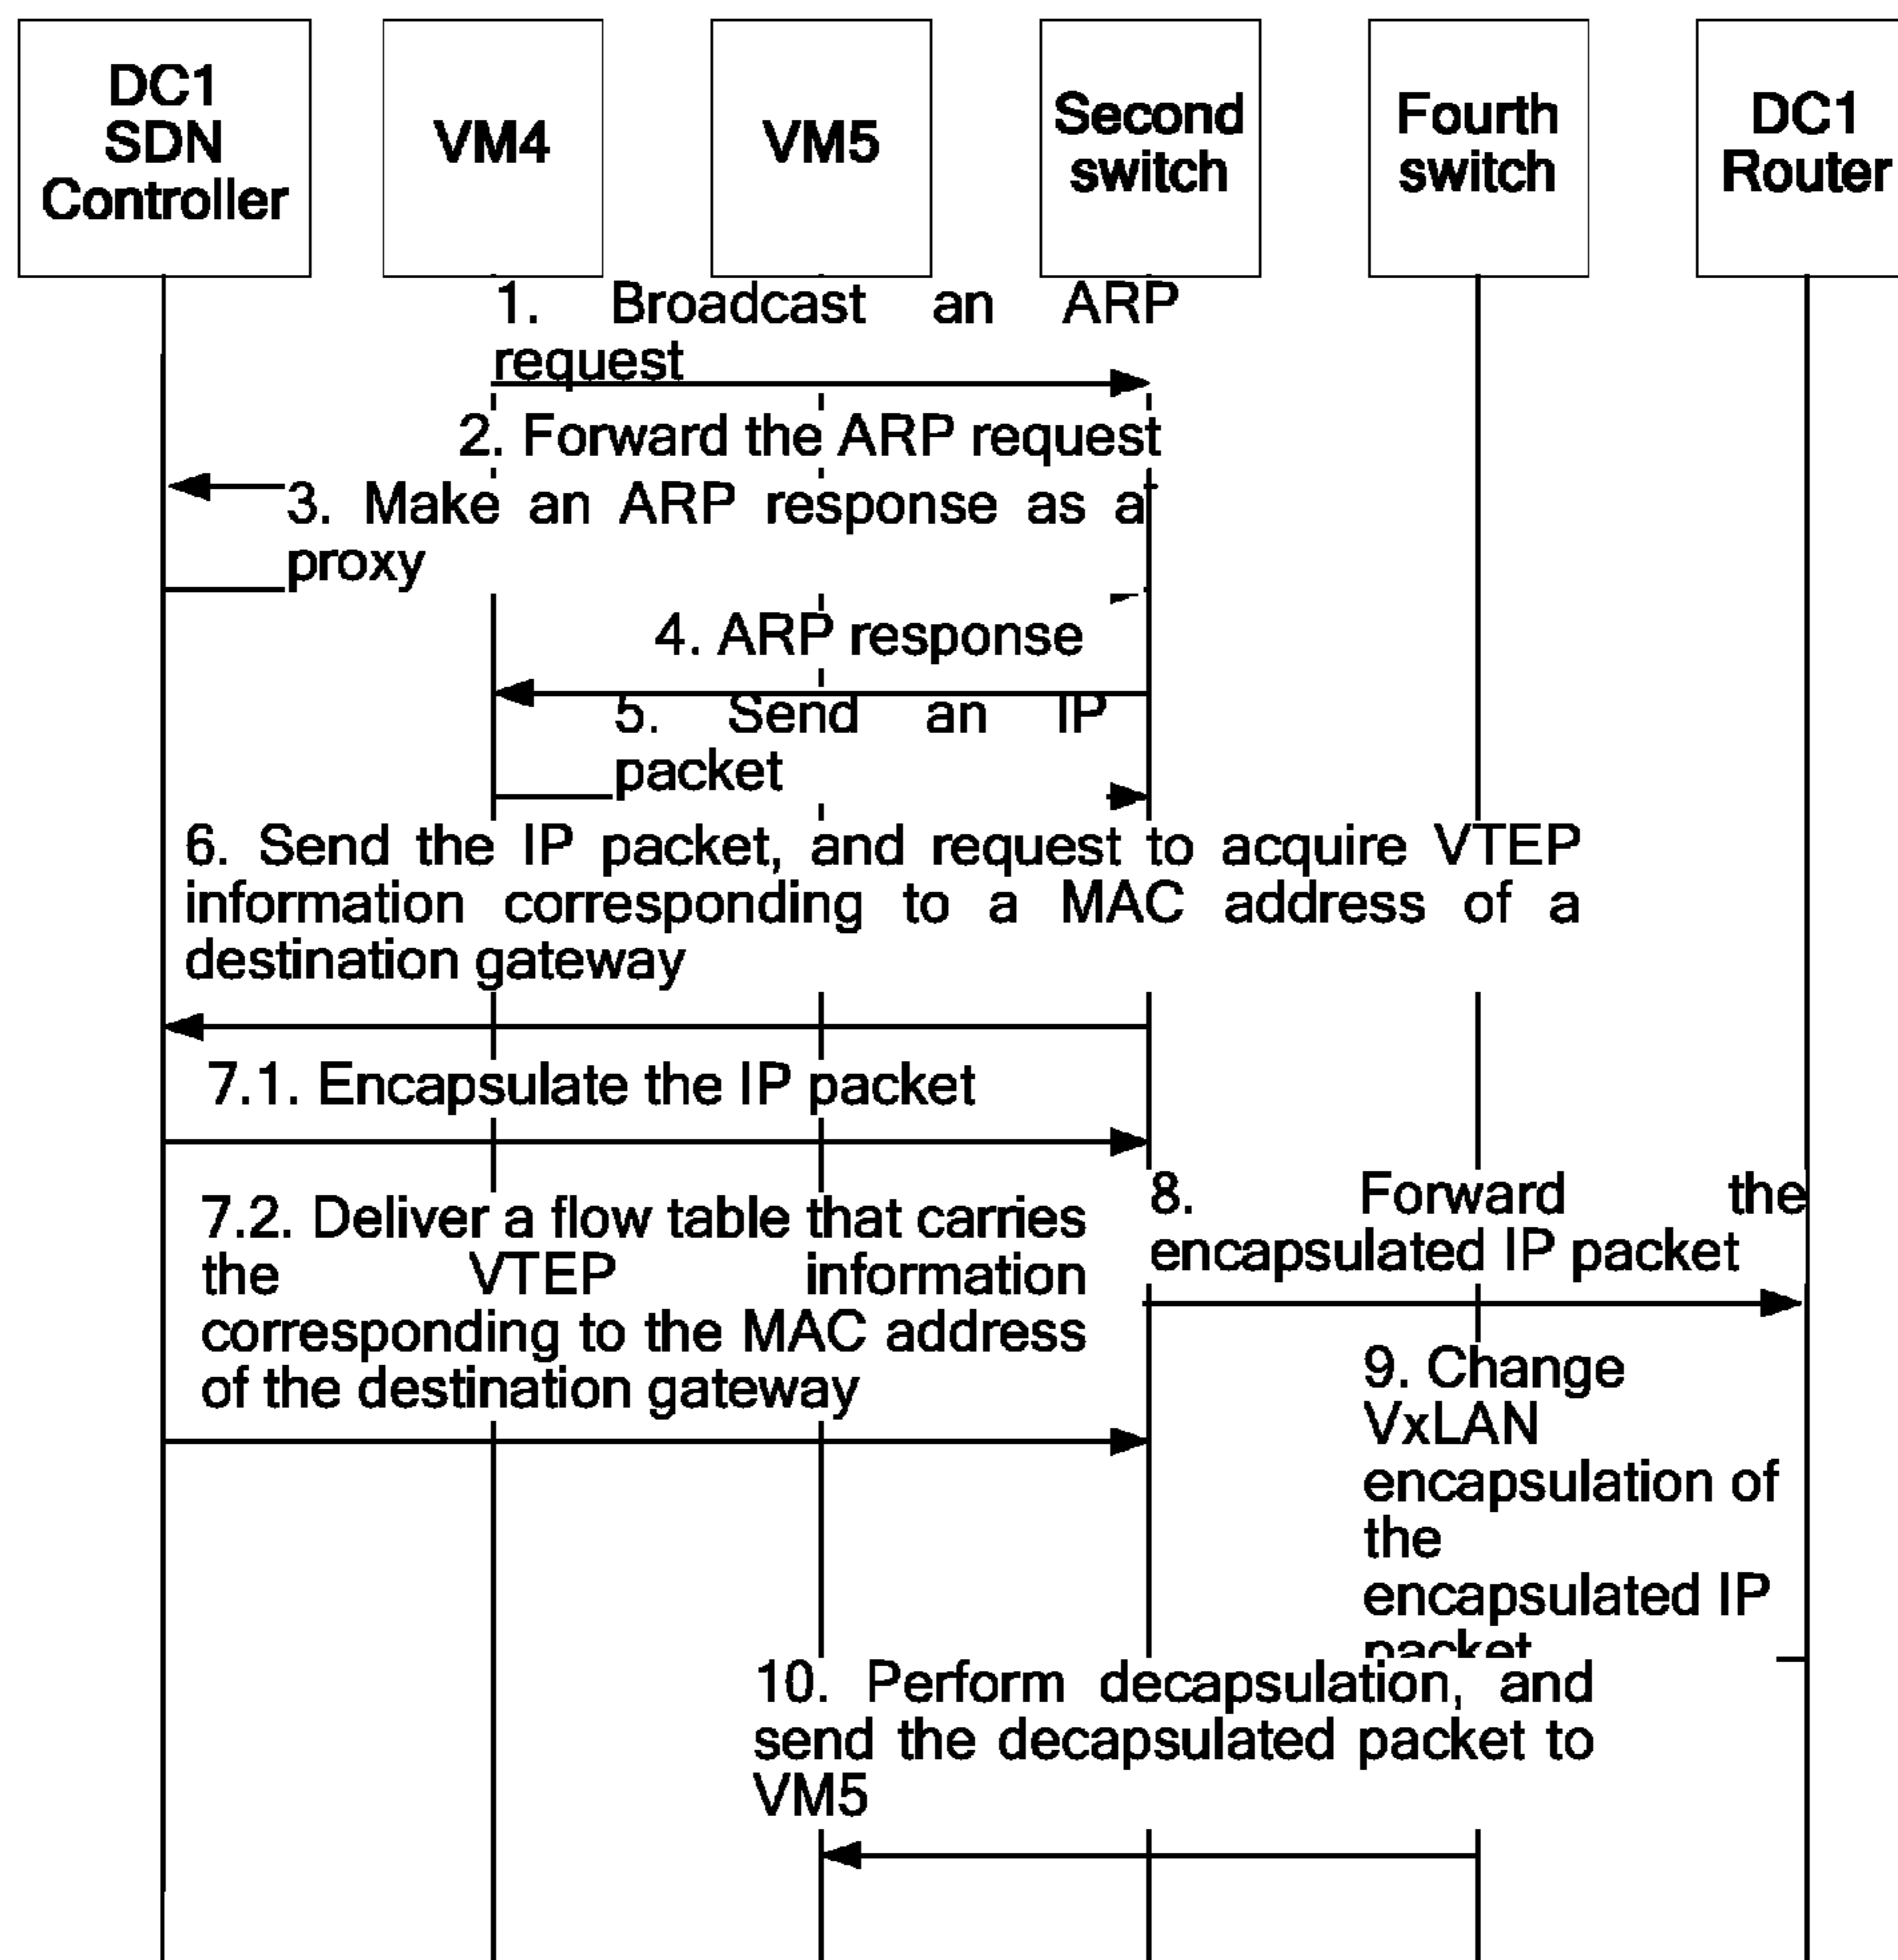 DC1
SDN
Controller
VM4
VM5
Second
switch
Fourth
switch
DC1
Router
1. Broadcast an ARP
request
2. Forward the ARP request
3. Make an ARP response as a
proxy
4. ARP response
5. Send an IP
packet
6. Send the IP packet, and request to acquire VTEP
information corresponding to a MAC address of a
destination gateway
7.1. Encapsulate the IP packet
7.2. Deliver a flow table that carries
the VTEP information
corresponding to the MAC address
of the destination gateway
8. Forward the
encapsulated IP packet
9. Change
VxLAN
encapsulation of
the
encapsulated IP
packet
10. Perform decapsulation, and
send the decapsulated packet to
VM5